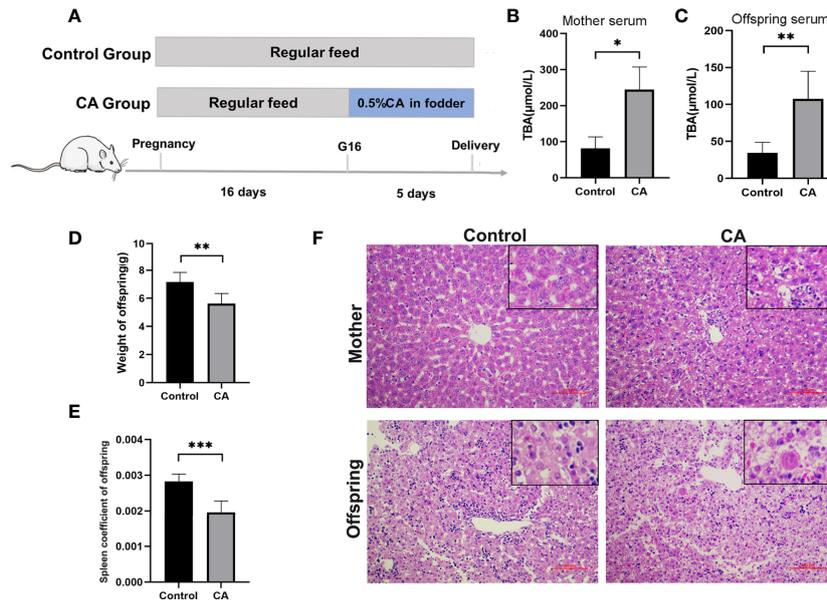 A
Control Group
Regular feed
CA Group
Regular feed
0.5%CA in fodder
Pregnancy
G16
Delivery
16 days
5 days
B
Mother serum
TBA(μmol/L)
400
300
200
100
0
*
Control
CA
C
Offspring serum
TBA(μmol/L)
200
150
100
50
0
**
Control
CA
D
Weight of offspring(g)
10
8
6
4
2
0
**
Control
CA
E
Spleen coefficient of offspring
0.004
0.003
0.002
0.001
0.000
***
Control
CA
F
Control
CA
Mother
Offspring